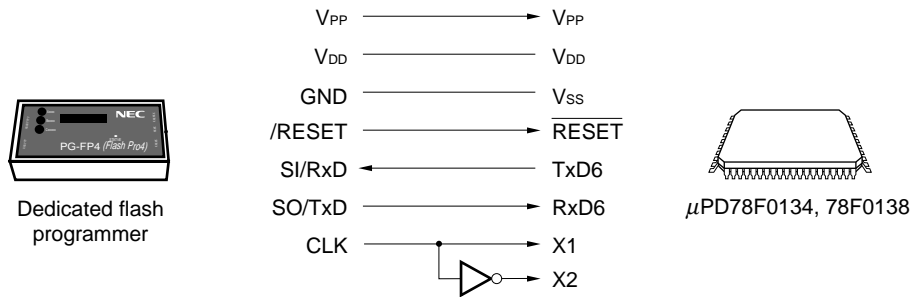 VPP VPP
VDD VDD
GND VSS
/RESET RESET
SI/RxD TxD6
SO/TxD RxD6
CLK X1
X2
NEC
PG-FP4 (Flash Pro4)
Dedicated flash
programmer
μPD78F0134, 78F0138